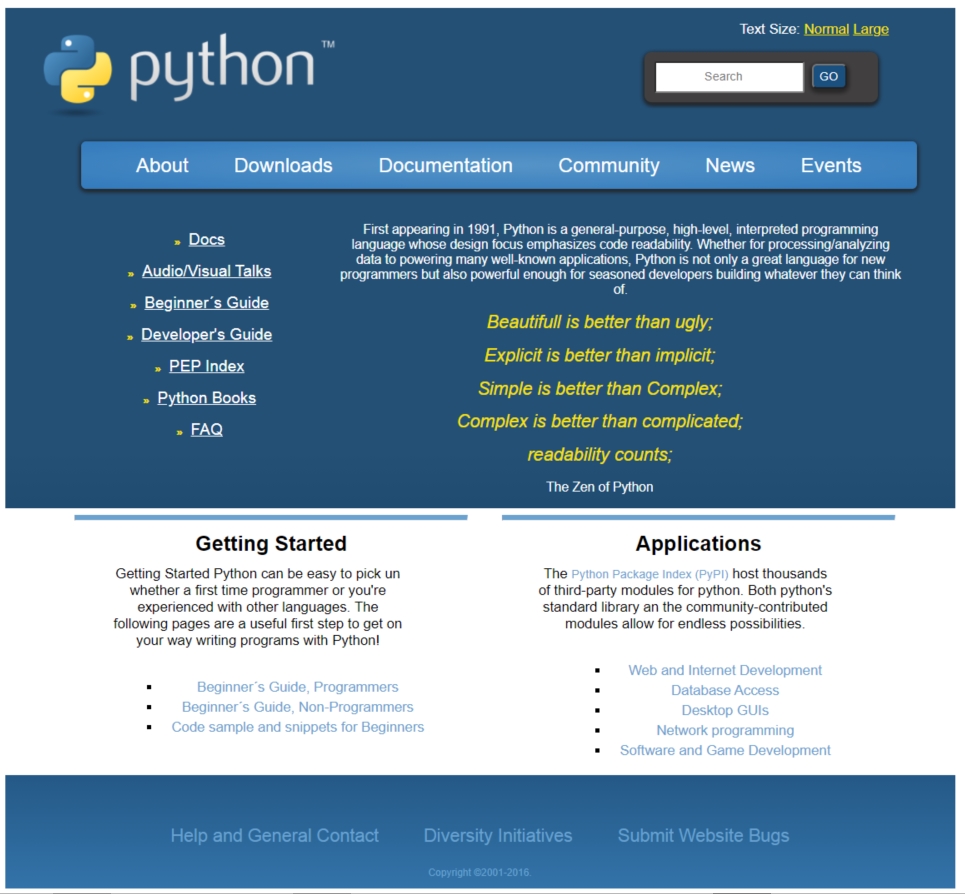 Text Size: Normal Large
python™
Search GO
About Downloads Documentation Community News Events
» Docs
» Audio/Visual Talks
» Beginner´s Guide
» Developer's Guide
» PEP Index
» Python Books
» FAQ
First appearing in 1991, Python is a general-purpose, high-level, interpreted programming
language whose design focus emphasizes code readability. Whether for processing/analyzing
data to powering many well-known applications, Python is not only a great language for new
programmers but also powerful enough for seasoned developers building whatever they can think
of.
Beautifull is better than ugly;
Explicit is better than implicit;
Simple is better than Complex;
Complex is better than complicated;
readability counts;
The Zen of Python
Getting Started
Getting Started Python can be easy to pick un
whether a first time programmer or you're
experienced with other languages. The
following pages are a useful first step to get on
your way writing programs with Python!
Beginner´s Guide, Programmers
Beginner´s Guide, Non-Programmers
Code sample and snippets for Beginners
Applications
The Python Package Index (PyPI) host thousands
of third-party modules for python. Both python's
standard library an the community-contributed
modules allow for endless possibilities.
Web and Internet Development
Database Access
Desktop GUIs
Network programming
Software and Game Development
Help and General Contact Diversity Initiatives Submit Website Bugs
Copyright ©2001-2016.